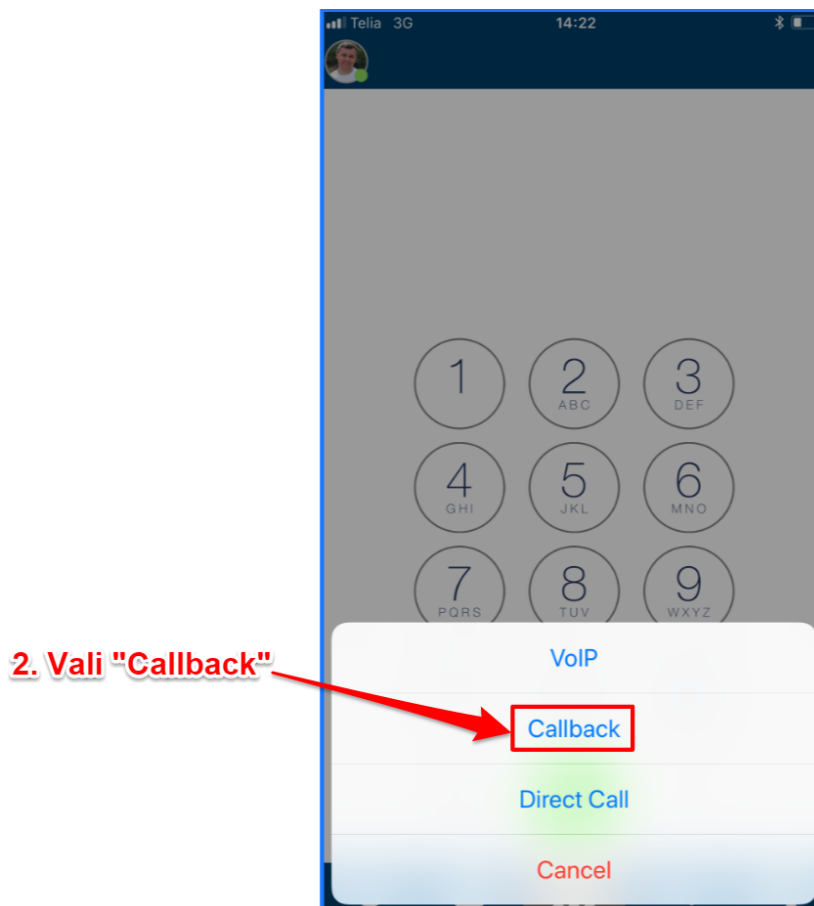 Telia 3G 14:22
1 2 3
ABC DEF
4 5 6
GHI JKL MNO
7 8 9
PQRS TUV WXYZ
VoIP
2. Vali "Callback"
Callback
Direct Call
Cancel